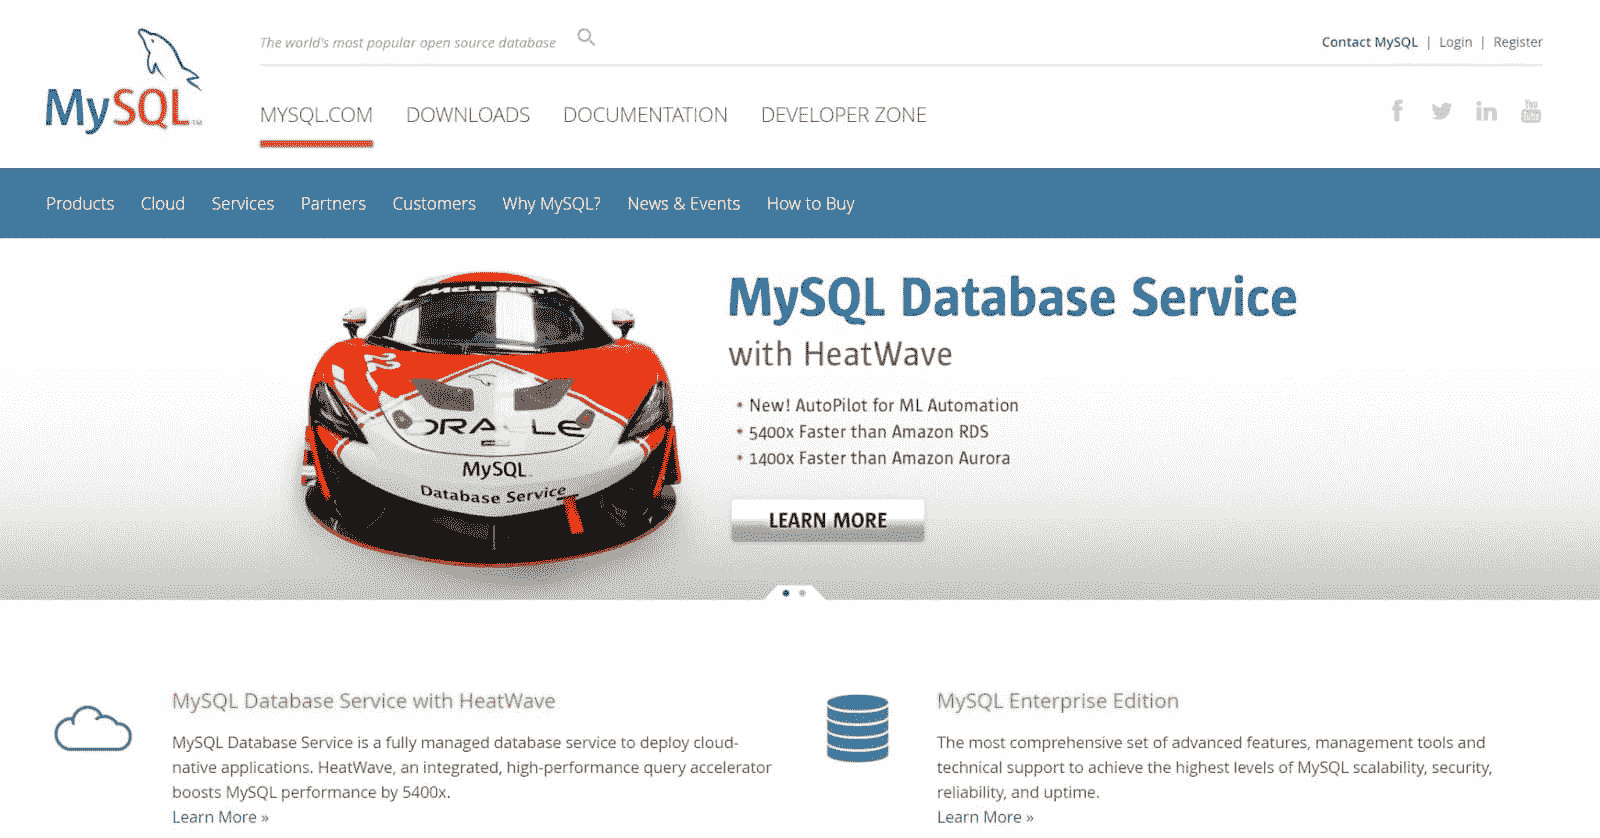 The world's most popular open source database
Contact MySQL | Login | Register
MySQL™
MYSQL.COM DOWNLOADS DOCUMENTATION DEVELOPER ZONE
You Tube
Products Cloud Services Partners Customers Why MySQL? News & Events How to Buy
MySQL Database Service
with HeatWave
• New! AutoPilot for ML Automation
• 5400x Faster than Amazon RDS
• 1400x Faster than Amazon Aurora
LEARN MORE
22
ORACLE
MySQL
Database Service
MySQL Database Service with HeatWave
MySQL Database Service is a fully managed database service to deploy cloud-
native applications. HeatWave, an integrated, high-performance query accelerator
boosts MySQL performance by 5400x.
Learn More »
MySQL Enterprise Edition
The most comprehensive set of advanced features, management tools and
technical support to achieve the highest levels of MySQL scalability, security,
reliability, and uptime.
Learn More »